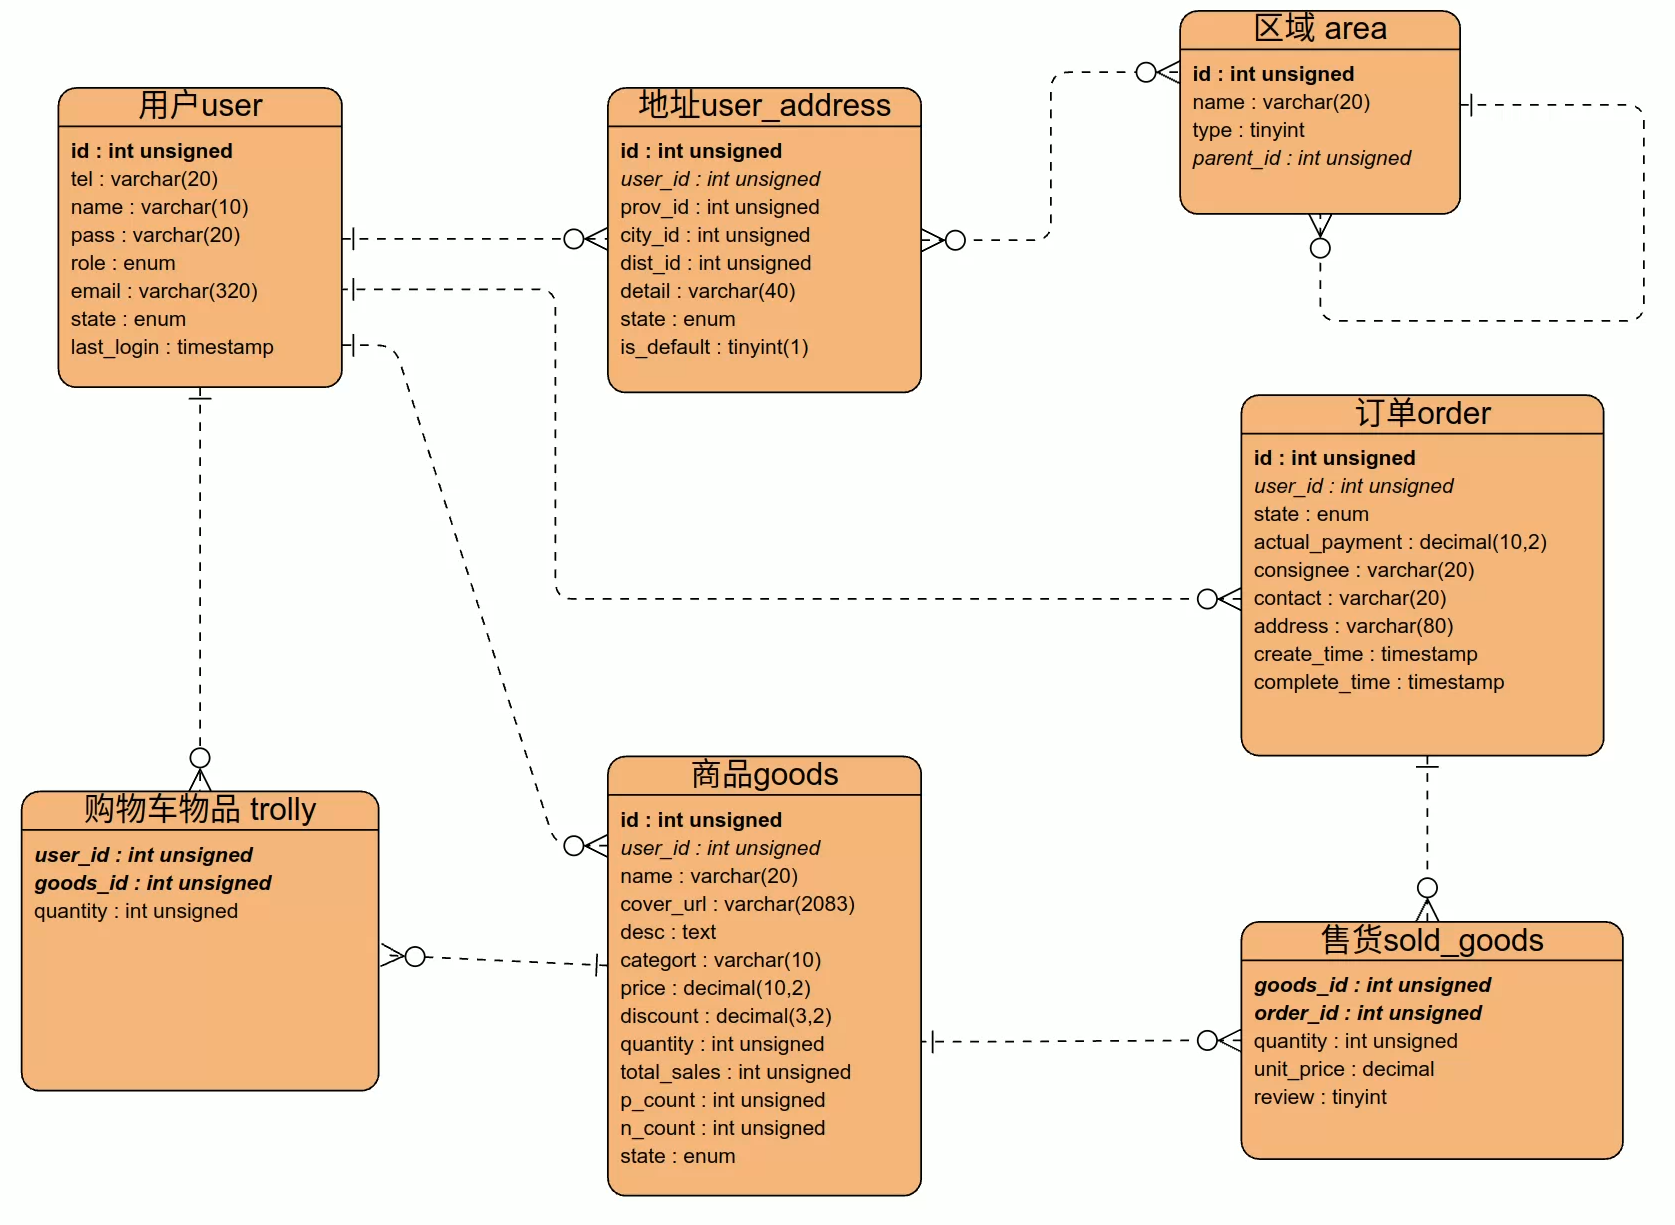 用户user
id : int unsigned
tel : varchar(20)
name : varchar(10)
pass : varchar(20)
role : enum
email : varchar(320)
state : enum
last_login : timestamp
地址user_address
id : int unsigned
user_id : int unsigned
prov_id : int unsigned
city_id : int unsigned
dist_id : int unsigned
detail : varchar(40)
state : enum
is_default : tinyint(1)
区域 area
id : int unsigned
name : varchar(20)
type : tinyint
parent_id : int unsigned
订单order
id : int unsigned
user_id : int unsigned
state : enum
actual_payment : decimal(10,2)
consignee : varchar(20)
contact : varchar(20)
address : varchar(80)
create_time : timestamp
complete_time : timestamp
购物车物品 trolly
user_id : int unsigned
goods_id : int unsigned
quantity : int unsigned
商品goods
id : int unsigned
user_id : int unsigned
name : varchar(20)
cover_url : varchar(2083)
desc : text
categort : varchar(10)
price : decimal(10,2)
discount : decimal(3,2)
quantity : int unsigned
total_sales : int unsigned
p_count : int unsigned
n_count : int unsigned
state : enum
售货sold_goods
goods_id : int unsigned
order_id : int unsigned
quantity : int unsigned
unit_price : decimal
review : tinyint